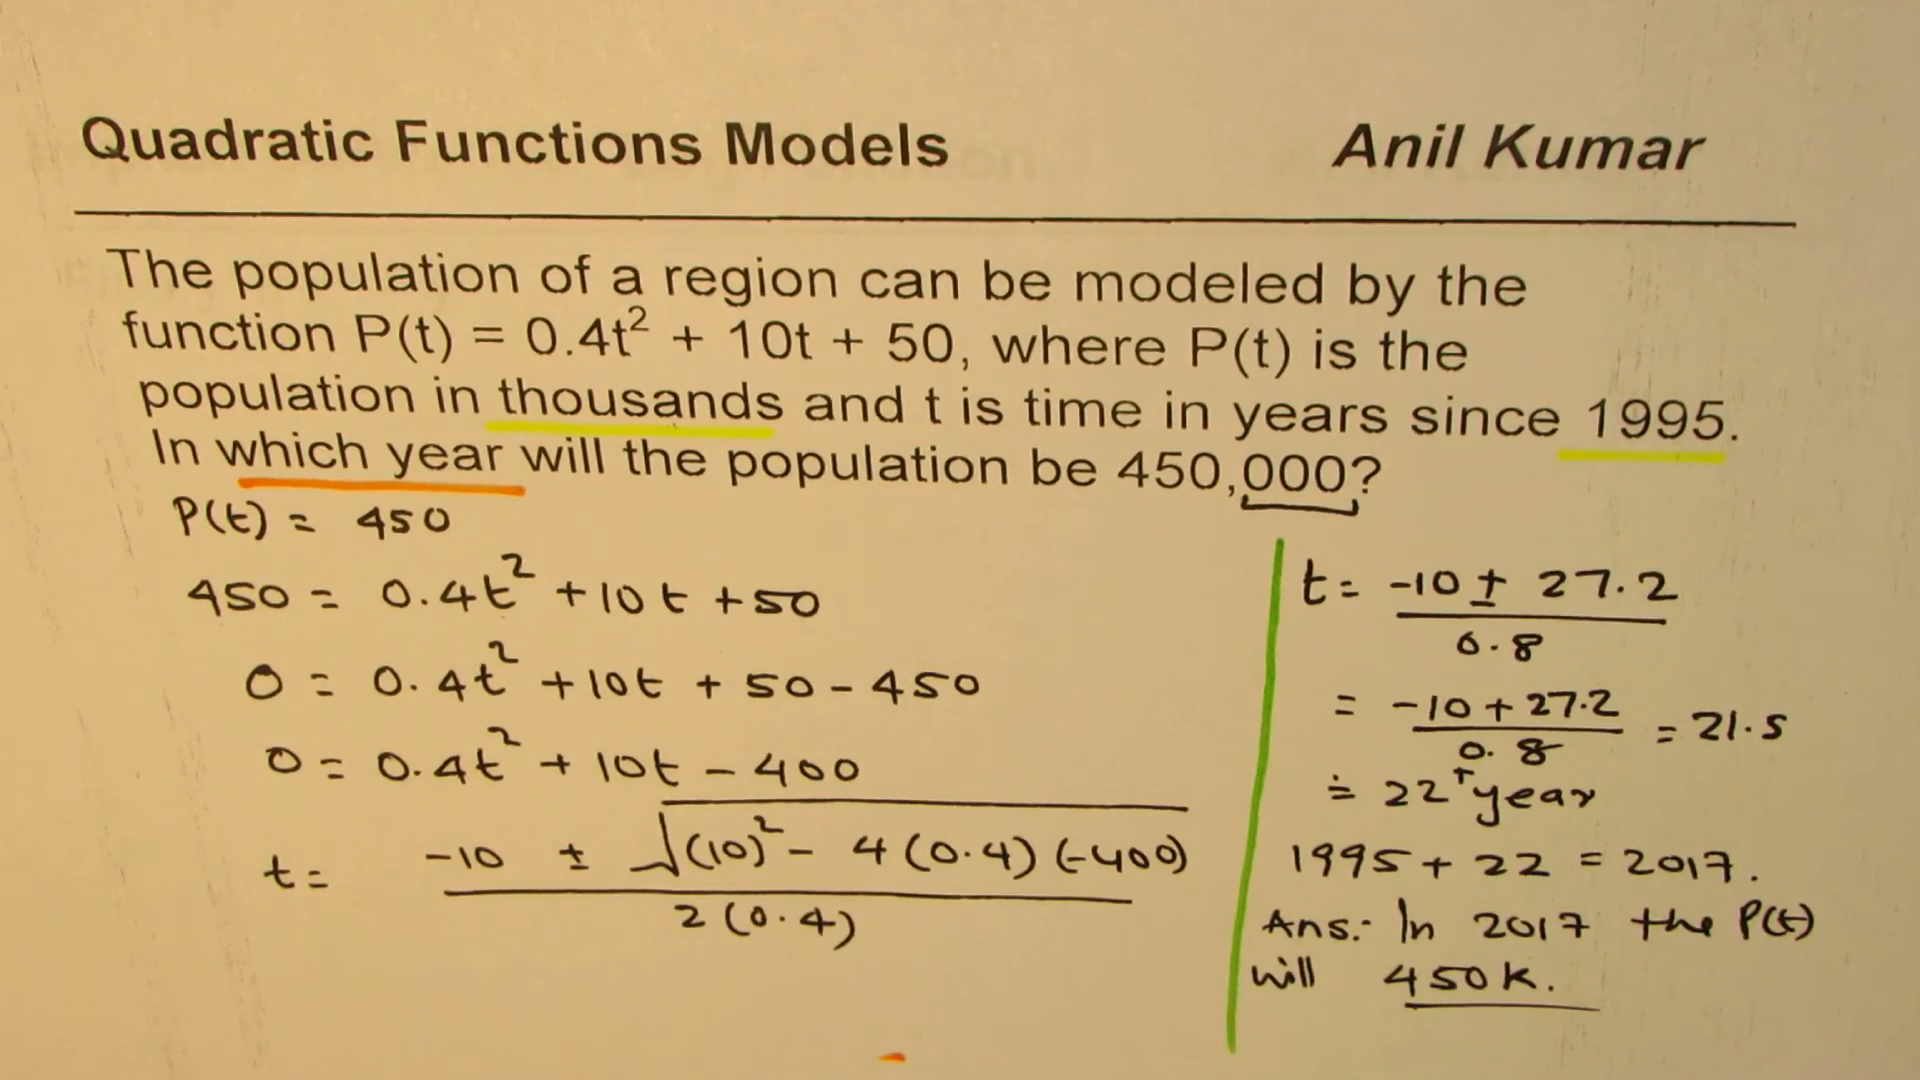 Quadratic Functions Models
Anil Kumar
The population of a region can be modeled by the
function P(t) = 0.4t² + 10t + 50, where P(t) is the
population in thousands and t is time in years since 1995.
In which year will the population be 450,000?
P(t) = 450
450 = 0.4t² + 10t + 50
0 = 0.4t² + 10t + 50 - 450
0 = 0.4t² + 10t - 400
t = (-10 ± √((10)² - 4(0.4)(-400))) / 2(0.4)
t = (-10 ± 27.2) / 0.8
= (-10 + 27.2) / 0.8 = 21.5
≐ 22⁺ year
1995 + 22 = 2017.
Ans:- In 2017 the P(t)
will 450K.